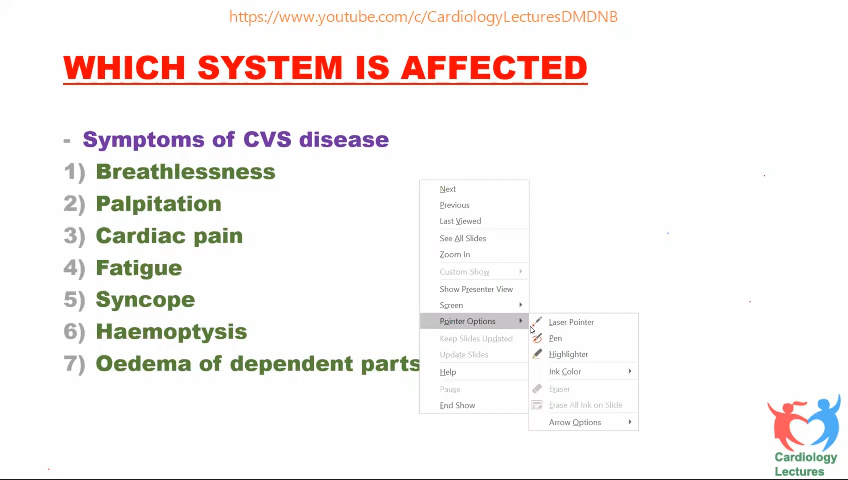 https://www.youtube.com/c/CardiologyLecturesDMDNB
WHICH SYSTEM IS AFFECTED
- Symptoms of CVS disease
1) Breathlessness
2) Palpitation
3) Cardiac pain
4) Fatigue
5) Syncope
6) Haemoptysis
7) Oedema of dependent parts
Next
Previous
Last Viewed
See All Slides
Zoom In
Custom Show
Show Presenter View
Screen
Pointer Options
Keep Slides Updated
Update Slides
Help
Pause
End Show
Laser Pointer
Pen
Highlighter
Ink Color
Eraser
Erase All Ink on Slide
Arrow Options
Cardiology
Lectures